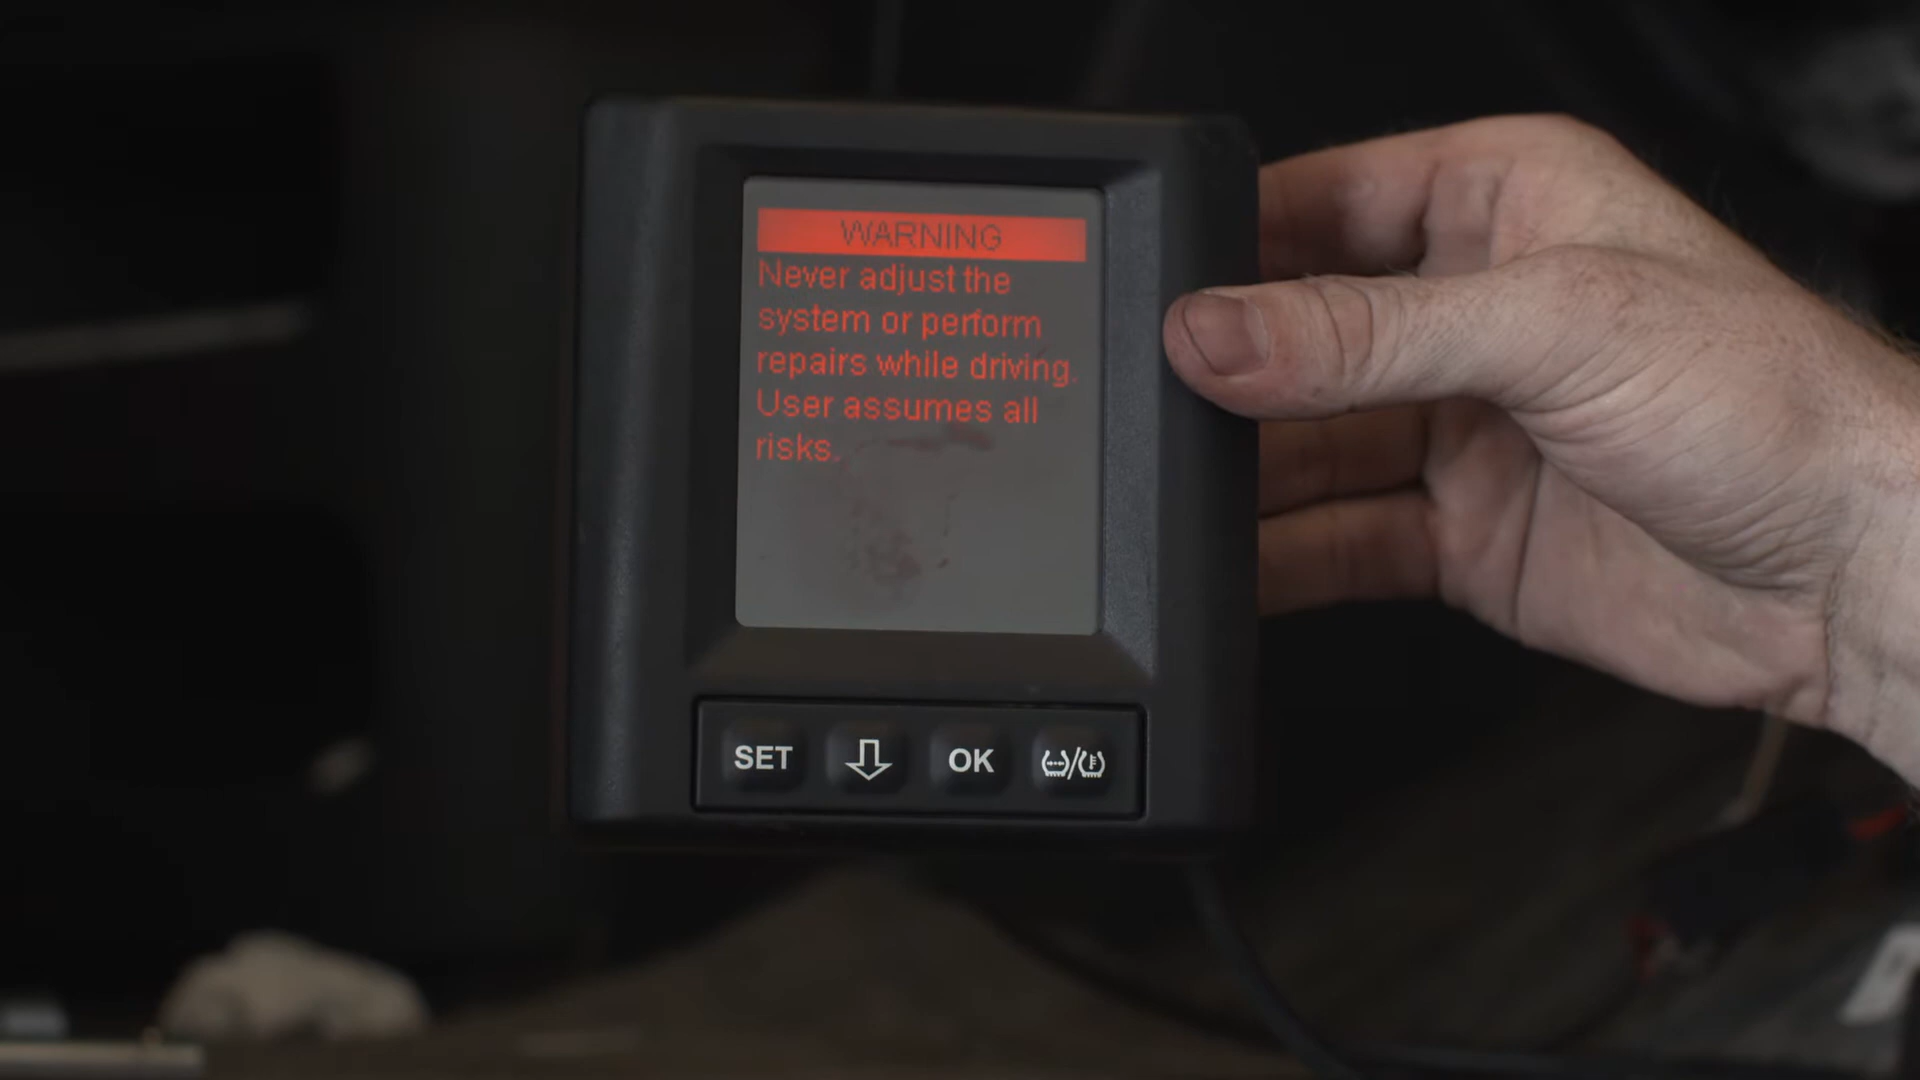 WARNING
Never adjust the
system or perform
repairs while driving.
User assumes all
risks.
SET
OK